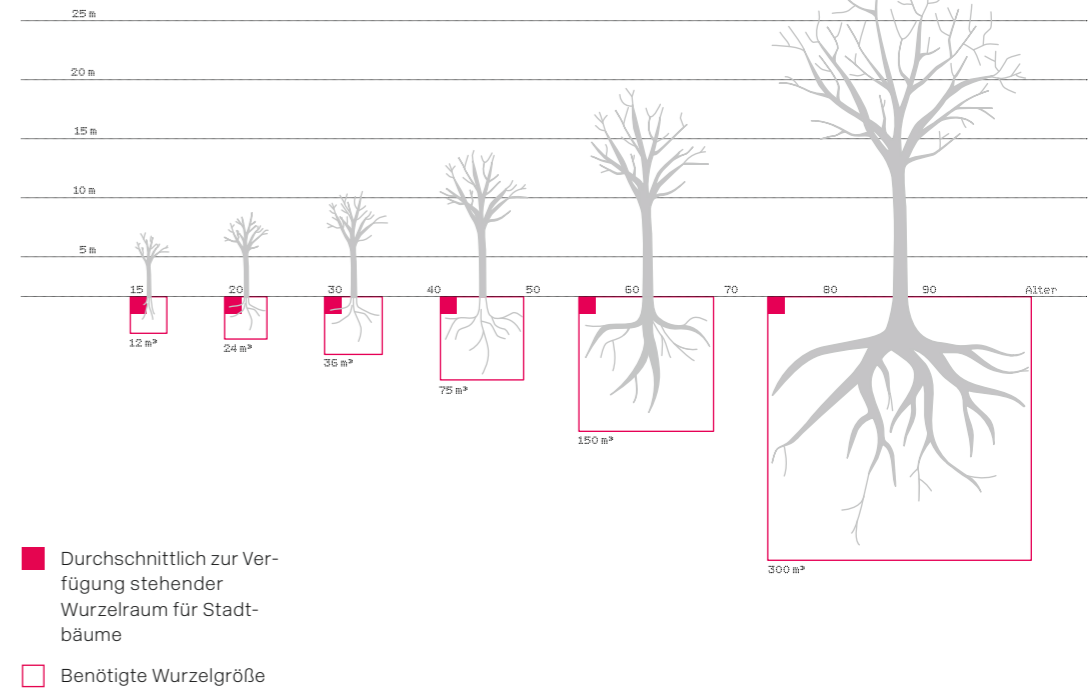 25 m
20 m
15 m
10 m
5 m
15 20 30 40 50 60 70 80 90 Alter
12 m³
24 m³
36 m³
75 m³
150 m³
300 m³
Durchschnittlich zur Ver-
fügung stehender
Wurzelraum für Stadt-
bäume
Benötigte Wurzelgröße